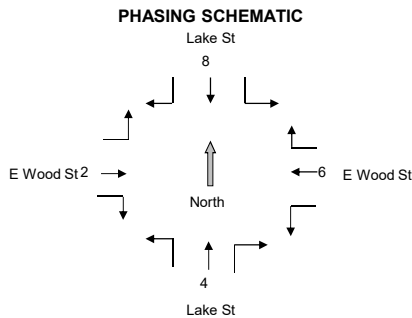 PHASING SCHEMATIC
Lake St
8
E Wood St 2
6 E Wood St
North
4
Lake St